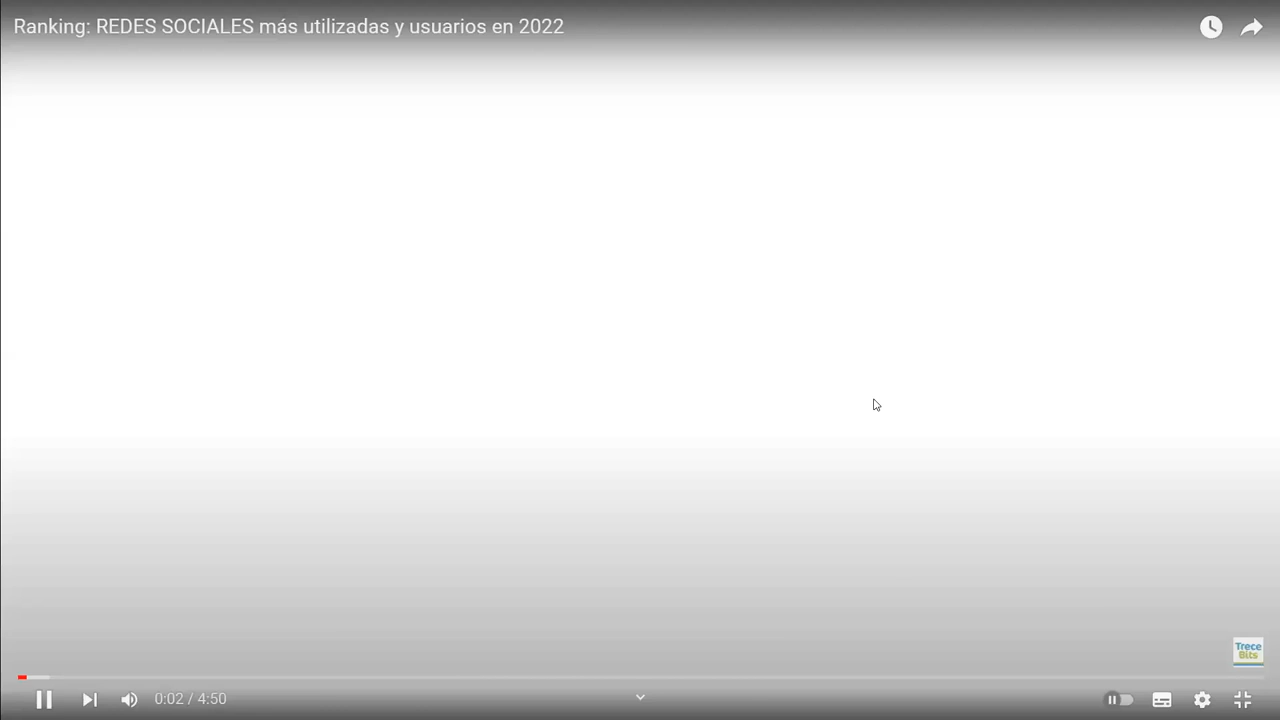 Ranking: REDES SOCIALES más utilizadas y usuarios en 2022
Trece
Bits
0:02 / 4:50